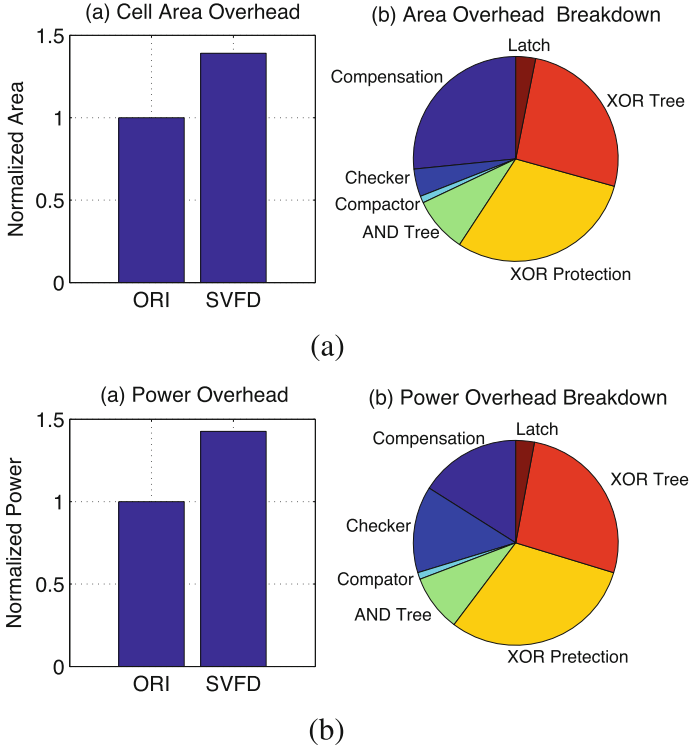 (a) Cell Area Overhead
(b) Area Overhead Breakdown
1.5
1
0.5
0
Normalized Area
ORI
SVFD
Latch
Compensation
XOR Tree
Checker
Compactor
AND Tree
XOR Protection
(a)
(a) Power Overhead
(b) Power Overhead Breakdown
1.5
1
0.5
0
Normalized Power
ORI
SVFD
Latch
Compensation
XOR Tree
Checker
Compator
AND Tree
XOR Pretection
(b)